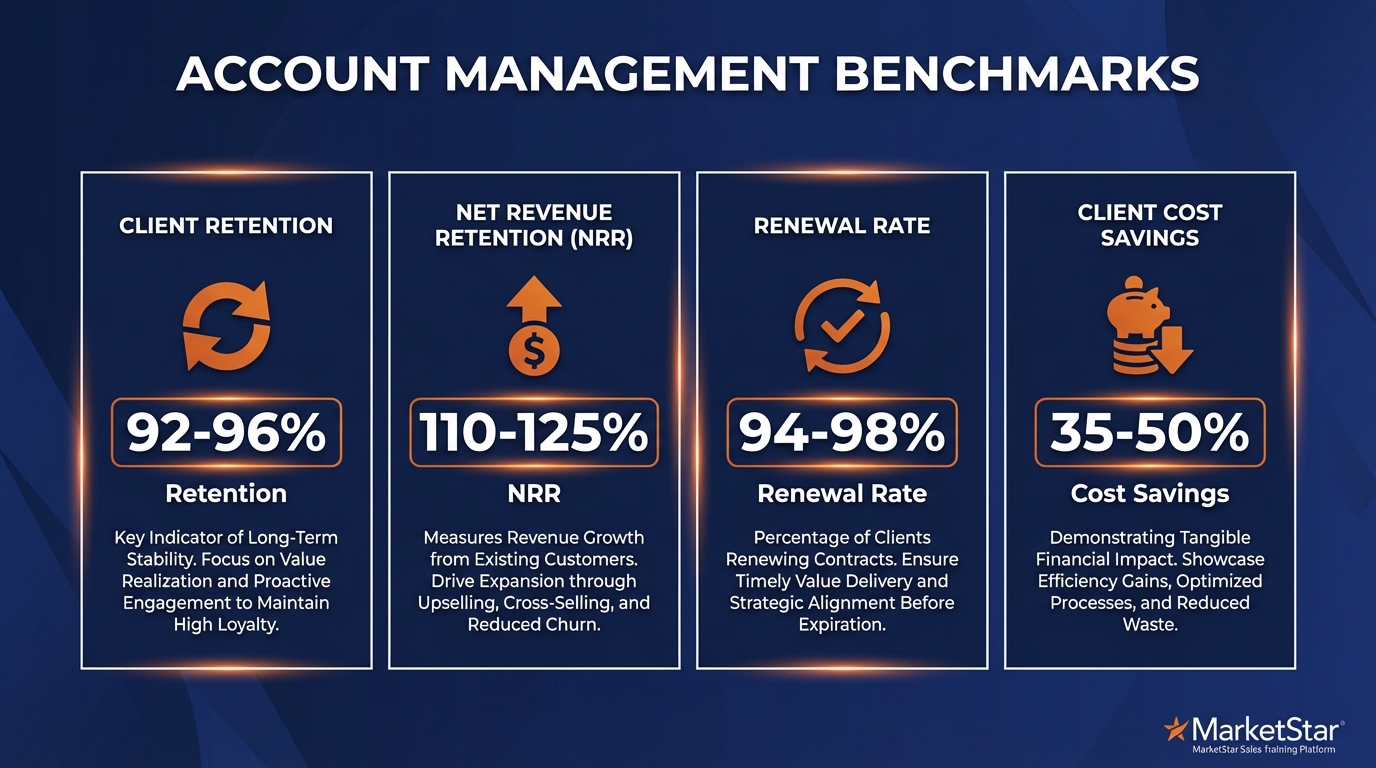 ACCOUNT MANAGEMENT BENCHMARKS
CLIENT RETENTION
92-96%
Retention
Key Indicator of Long-Term
Stability. Focus on Value
Realization and Proactive
Engagement to Maintain
High Loyalty.
NET REVENUE
RETENTION (NRR)
$
110-125%
NRR
Measures Revenue Growth
from Existing Customers.
Drive Expansion through
Upselling, Cross-Selling, and
Reduced Churn.
RENEWAL RATE
94-98%
Renewal Rate
Percentage of Clients
Renewing Contracts. Ensure
Timely Value Delivery and
Strategic Alignment Before
Expiration.
CLIENT COST
SAVINGS
35-50%
Cost Savings
Demonstrating Tangible
Financial Impact. Showcase
Efficiency Gains, Optimized
Processes, and Reduced
Waste.
MarketStar
MarketStar Sales Training Platform